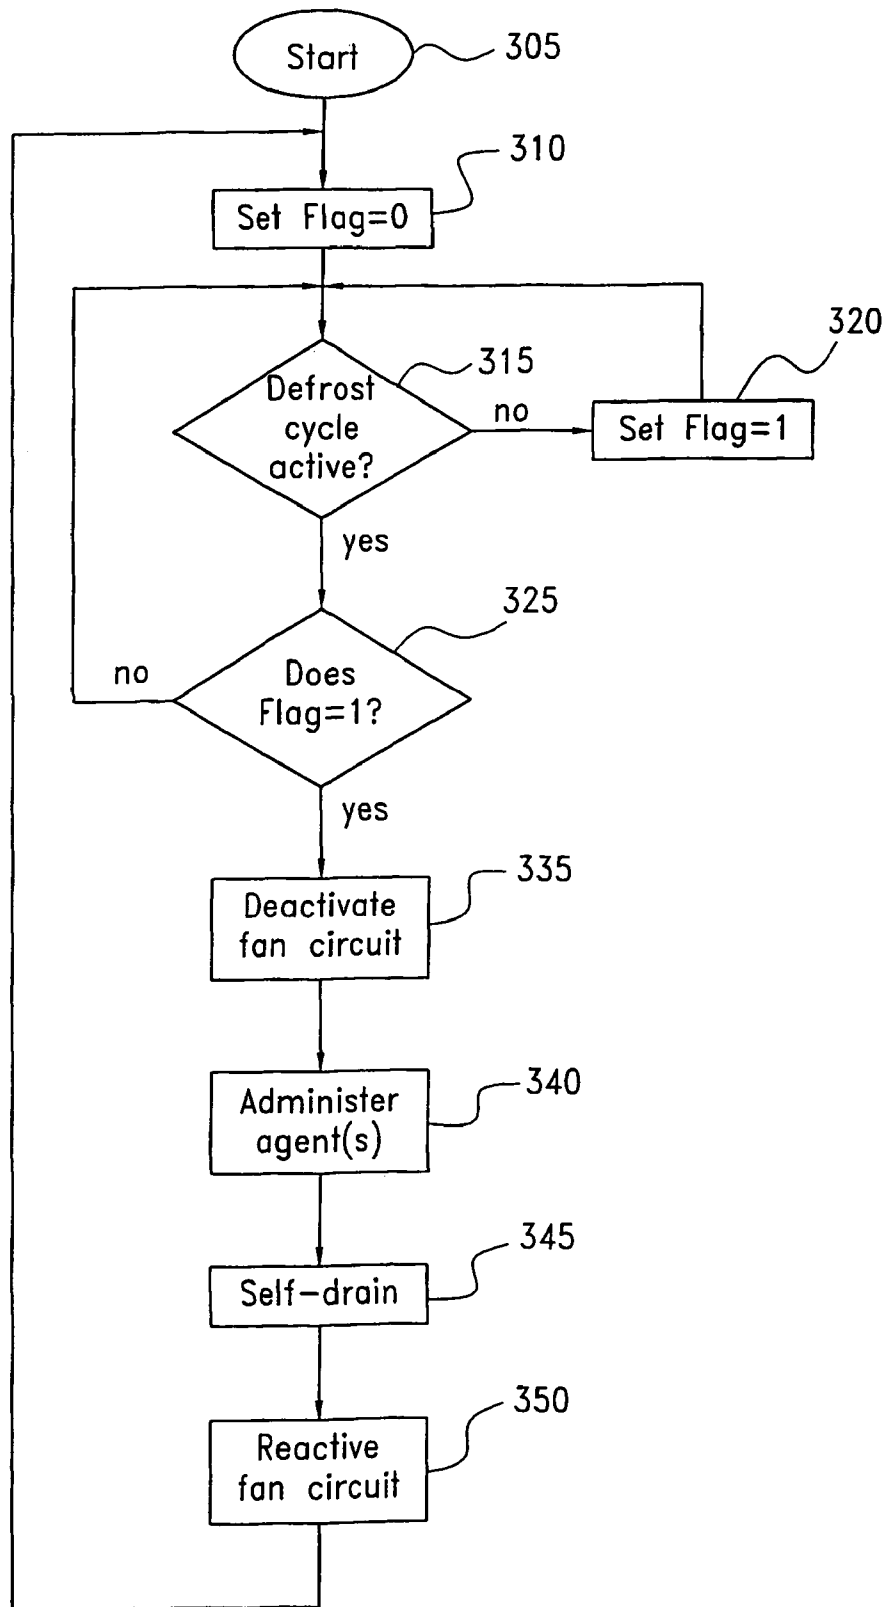 Start
305
310
Set Flag=0
315
320
Defrost
cycle
active?
no
Set Flag=1
yes
325
no
Does
Flag=1?
yes
335
Deactivate
fan circuit
340
Administer
agent(s)
345
Self-drain
350
Reactive
fan circuit